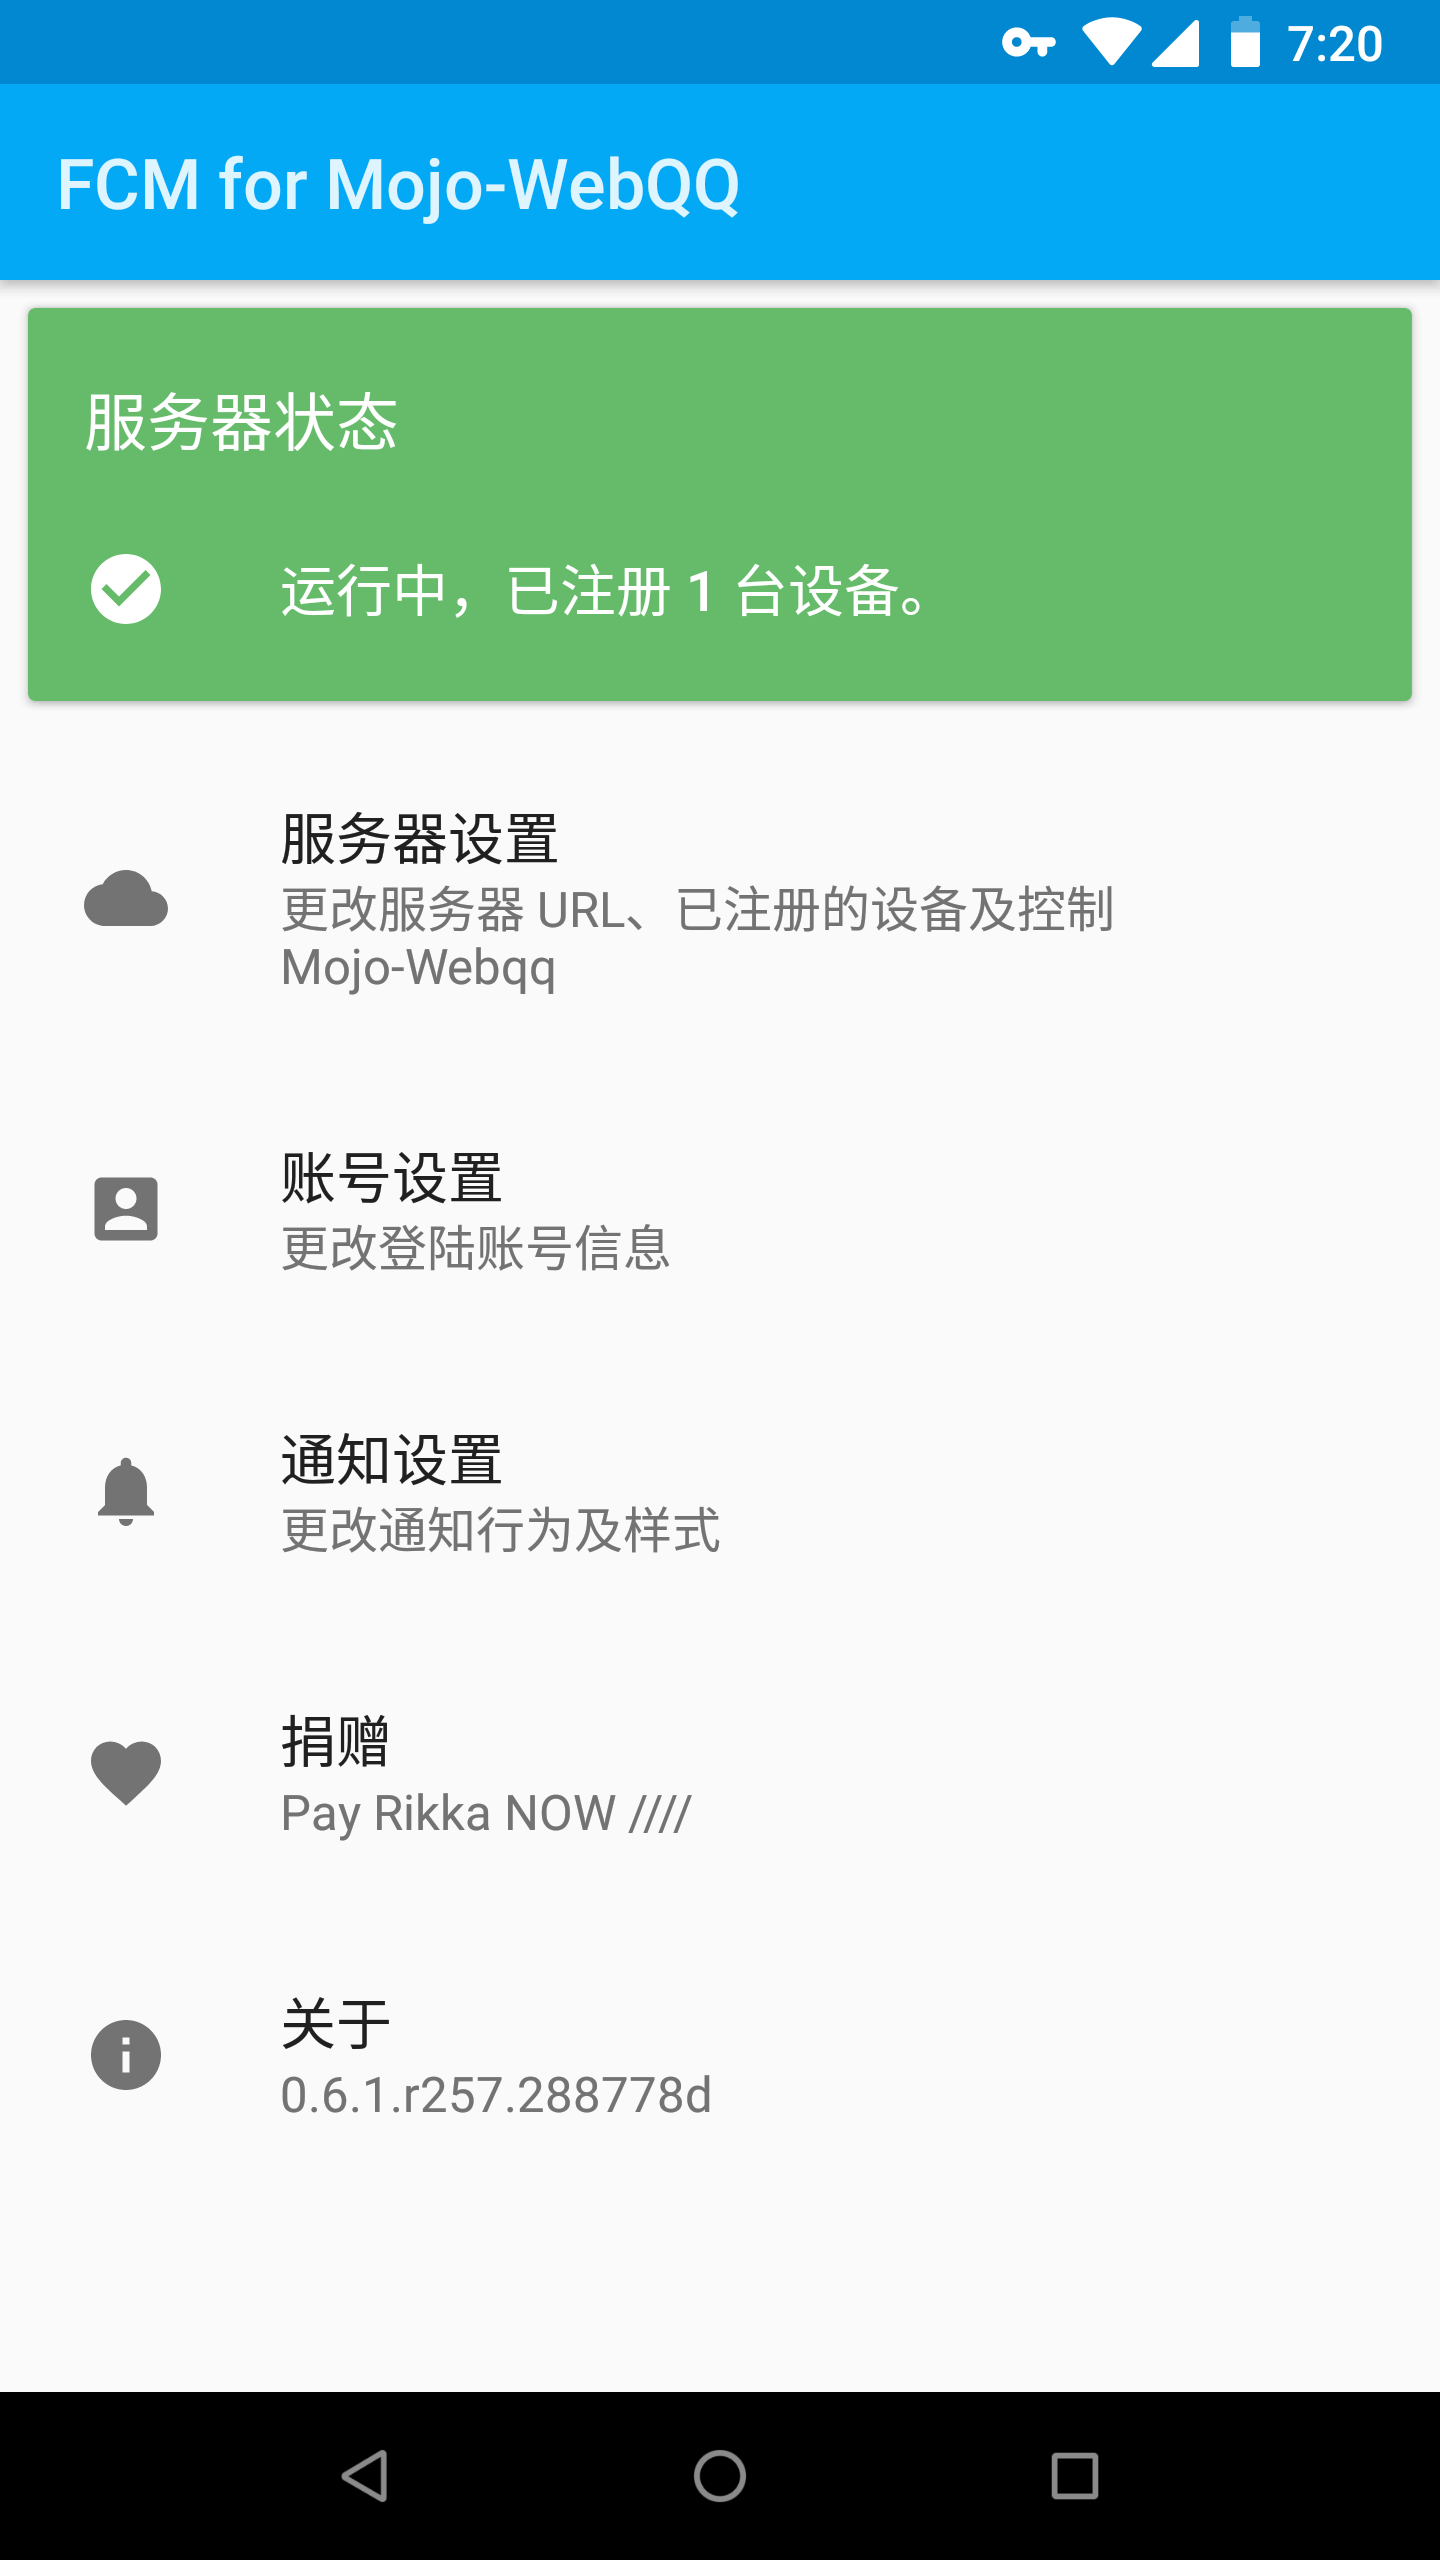 7:20
FCM for Mojo-WebQQ
服务器状态
运行中，已注册 1 台设备。
服务器设置
更改服务器 URL、已注册的设备及控制
Mojo-Webqq
账号设置
更改登陆账号信息
通知设置
更改通知行为及样式
捐赠
Pay Rikka NOW ////
关于
0.6.1.r257.288778d